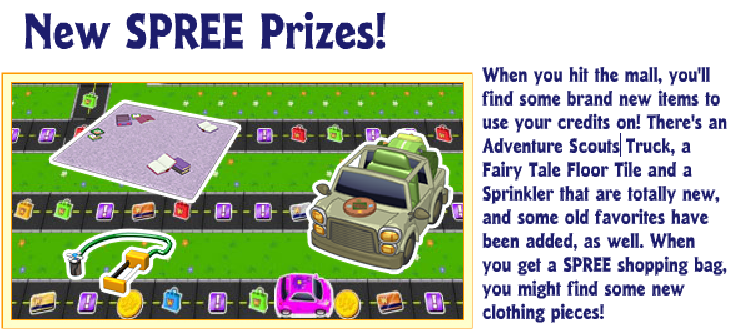 New SPREE Prizes!
When you hit the mall, you'll
find some brand new items to
use your credits on! There's an
Adventure Scouts Truck, a
Fairy Tale Floor Tile and a
Sprinkler that are totally new,
and some old favorites have
been added, as well. When
you get a SPREE shopping bag,
you might find some new
clothing pieces!